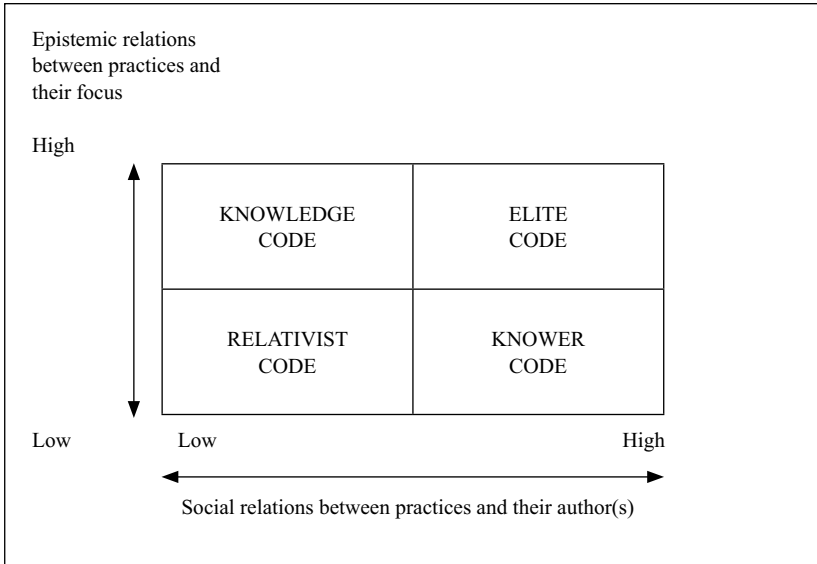 Epistemic relations
between practices and
their focus
High
KNOWLEDGE
CODE
ELITE
CODE
RELATIVIST
CODE
KNOWER
CODE
Low
Low
High
Social relations between practices and their author(s)